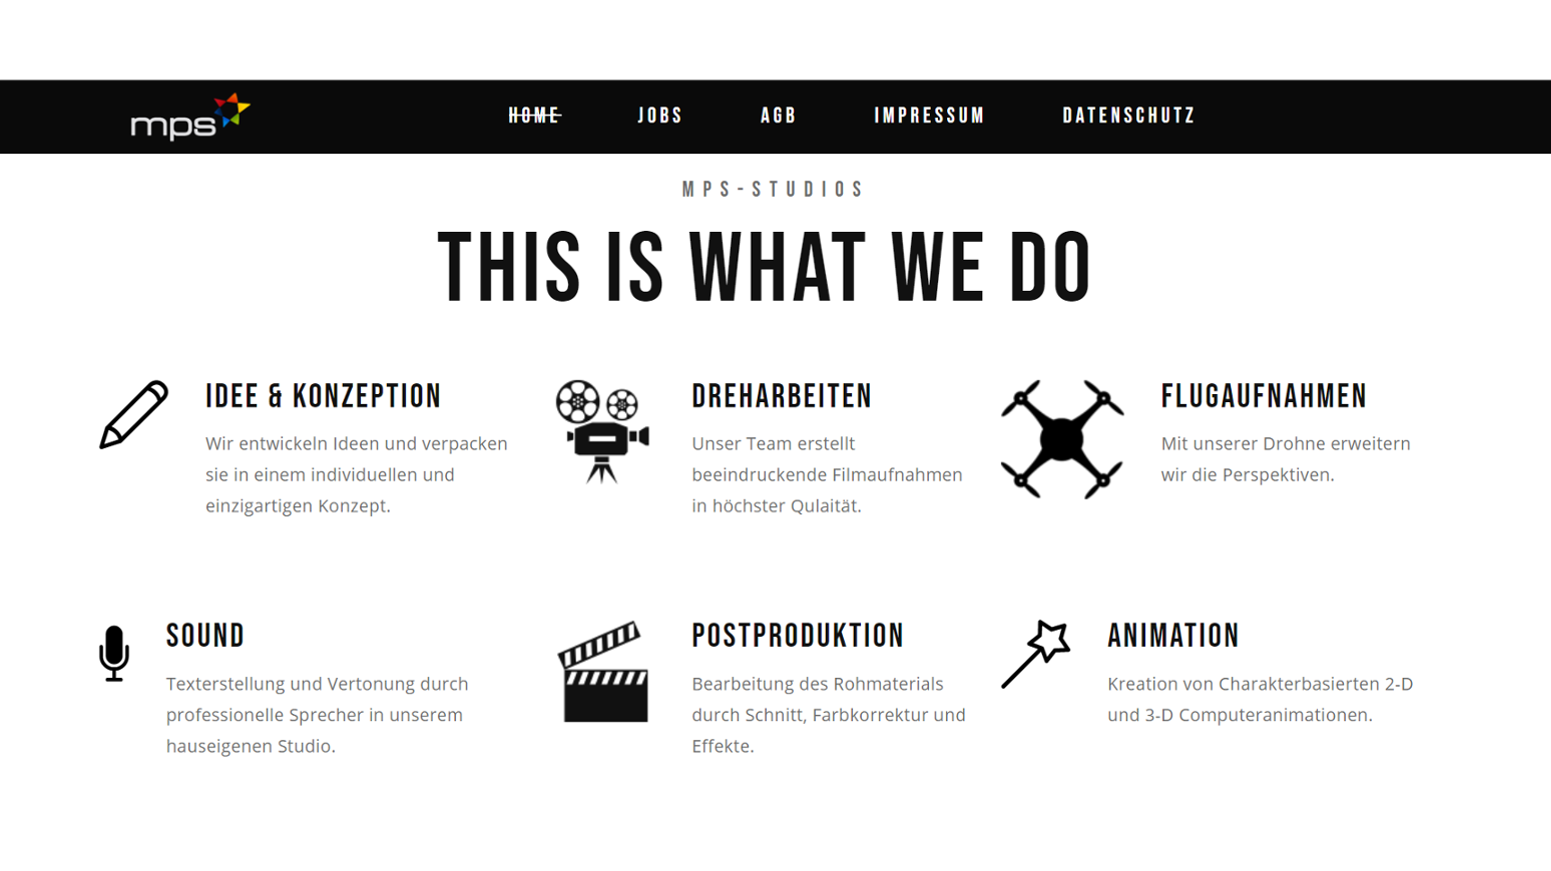 mps
HOME JOBS AGB IMPRESSUM DATENSCHUTZ
MPS-STUDIOS
THIS IS WHAT WE DO
IDEE & KONZEPTION
Wir entwickeln Ideen und verpacken
sie in einem individuellen und
einzigartigen Konzept.
DREHARBEITEN
Unser Team erstellt
beeindruckende Filmaufnahmen
in höchster Qulaität.
FLUGAUFNAHMEN
Mit unserer Drohne erweitern
wir die Perspektiven.
SOUND
Texterstellung und Vertonung durch
professionelle Sprecher in unserem
hauseigenen Studio.
POSTPRODUKTION
Bearbeitung des Rohmaterials
durch Schnitt, Farbkorrektur und
Effekte.
ANIMATION
Kreation von Charakterbasierten 2-D
und 3-D Computeranimationen.